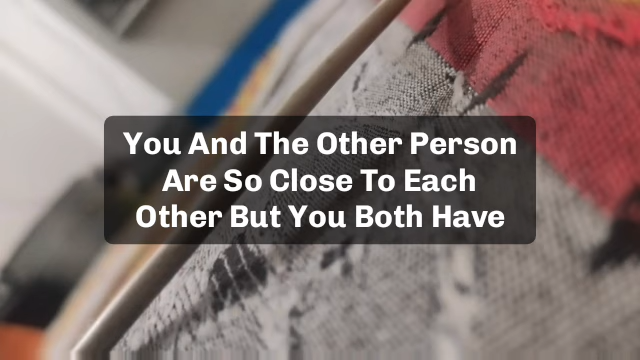 You And The Other Person
Are So Close To Each
Other But You Both Have